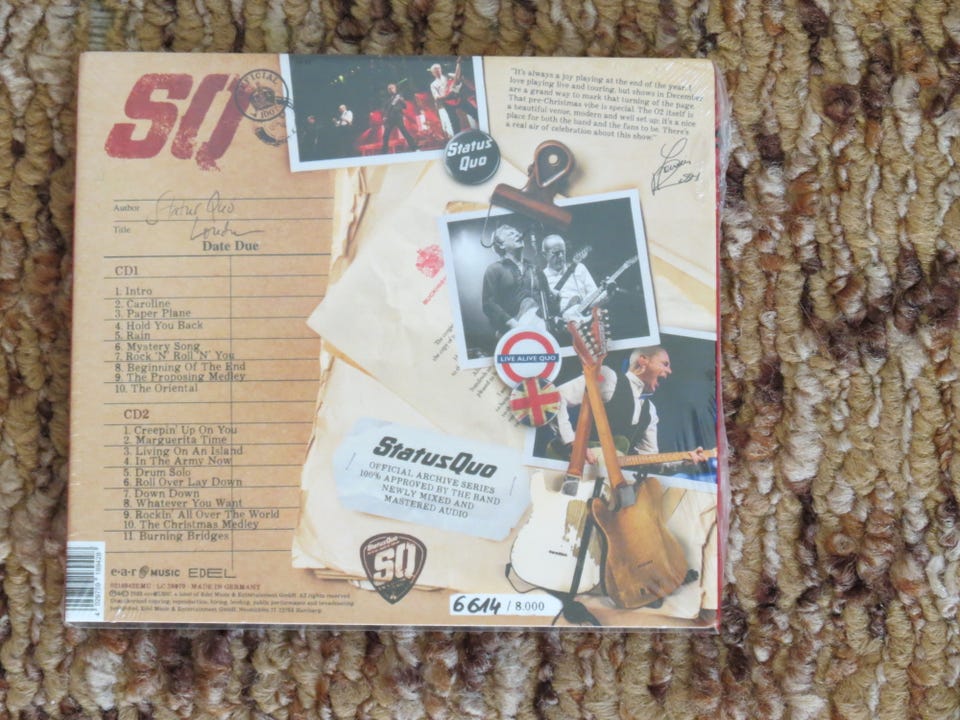 SQ
OFFICIAL
100%
"It's always a joy playing at the end of the year. I
love playing live and touring, but shows in December
are a grand way to mark that turning of the page.
That pre-Christmas vibe is special. The O2 itself is
a beautiful venue, modern and well set up; it's a nice
place for both the band and the fans to be. There's
a real air of celebration about this show."
Status
Quo
Author Status Quo
Title London
Date Due
CD1
1. Intro
2. Caroline
3. Paper Plane
4. Hold You Back
5. Rain
6. Mystery Song
7. Rock 'N' Roll 'N' You
8. Beginning Of The End
9. The Proposing Medley
10. The Oriental
CD2
1. Creepin' Up On You
2. Marguerita Time
3. Living On An Island
4. In The Army Now
5. Drum Solo
6. Roll Over Lay Down
7. Down Down
8. Whatever You Want
9. Rockin' All Over The World
10. The Christmas Medley
11. Burning Bridges
LIVE ALIVE QUO
StatusQuo
OFFICIAL ARCHIVE SERIES
100% APPROVED BY THE BAND
NEWLY MIXED AND
MASTERED AUDIO
StatusQuo
SQ
e·a·r MUSIC EDEL
MADE IN GERMANY
6614 / 8.000